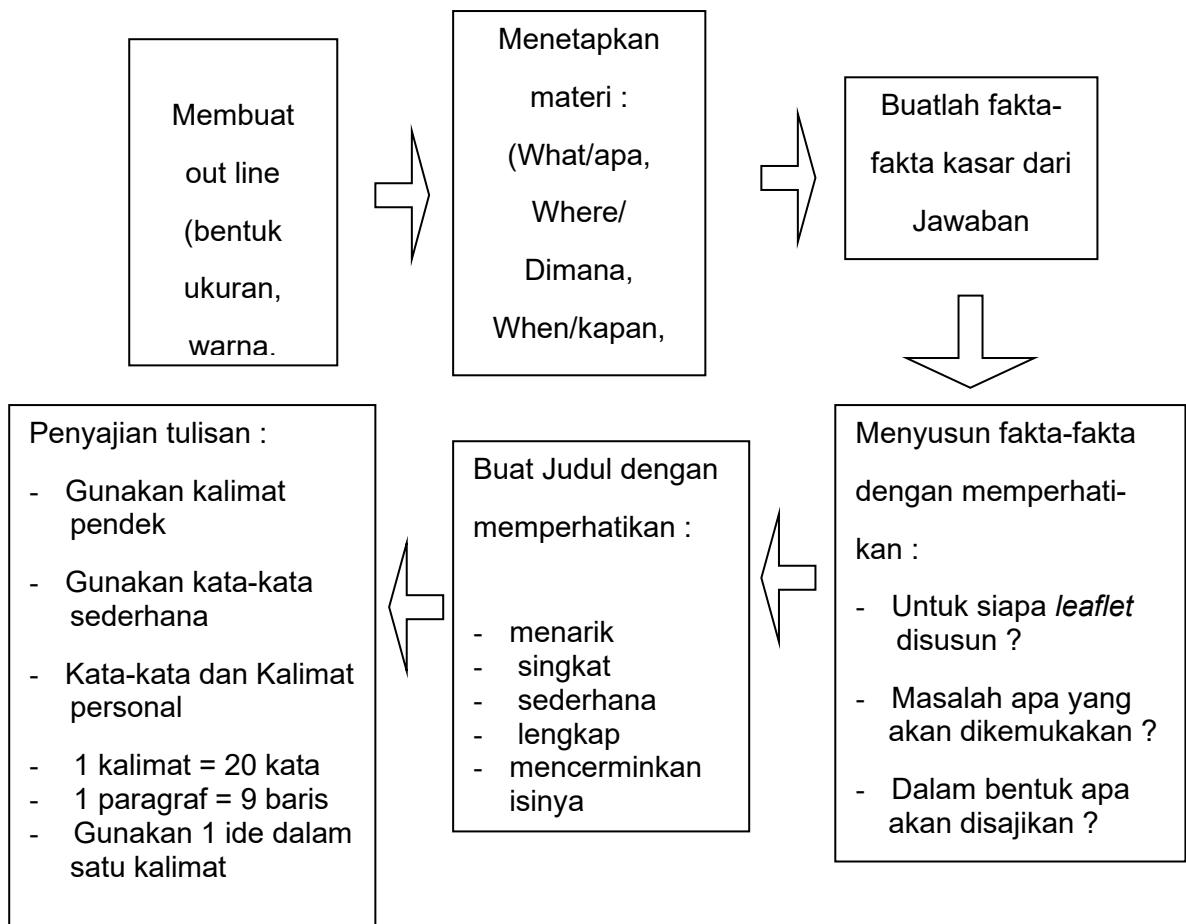 Membuat
out line
(bentuk
ukuran,
warna.
Menetapkan
materi :
(What/apa,
Where/
Dimana,
When/kapan,
Buatlah fakta-
fakta kasar dari
Jawaban
Menyusun fakta-fakta
dengan memperhati-
kan :
- Untuk siapa leaflet
disusun ?
- Masalah apa yang
akan dikemukakan ?
- Dalam bentuk apa
akan disajikan ?
Buat Judul dengan
memperhatikan :
- menarik
- singkat
- sederhana
- lengkap
- mencerminkan
isinya
Penyajian tulisan :
- Gunakan kalimat
pendek
- Gunakan kata-kata
sederhana
- Kata-kata dan Kalimat
personal
- 1 kalimat = 20 kata
- 1 paragraf = 9 baris
- Gunakan 1 ide dalam
satu kalimat